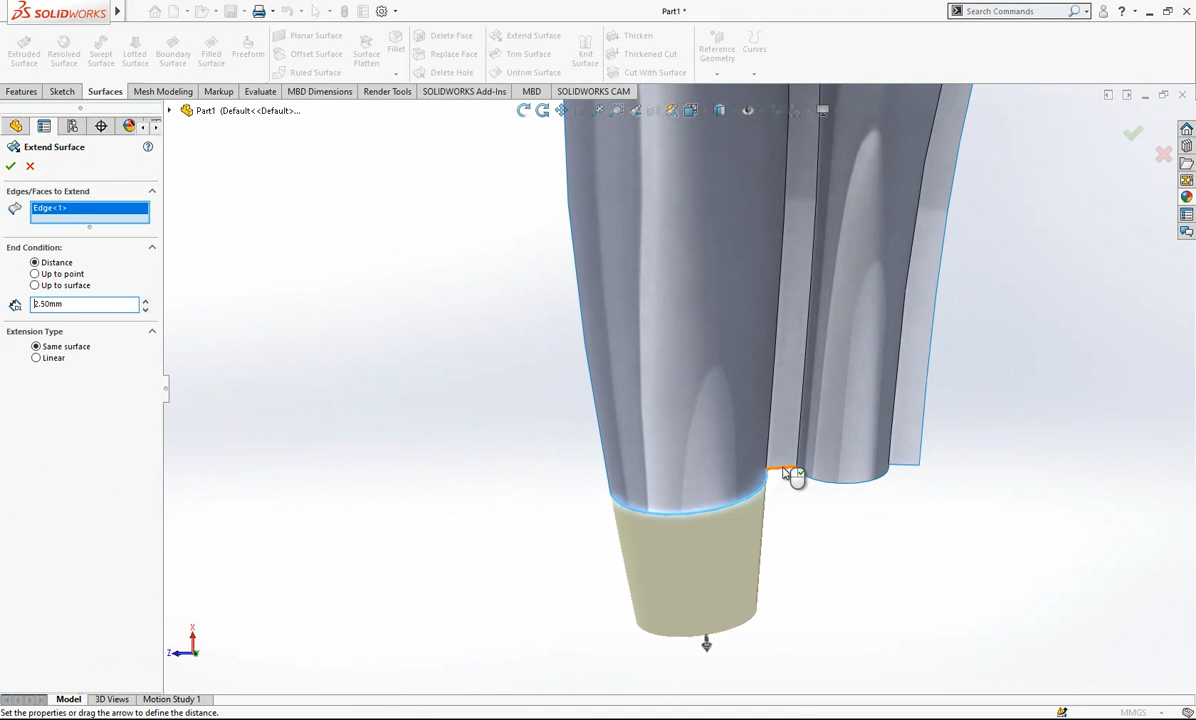 SOLIDWORKS
Part1 *
Search Commands
Extruded Surface
Revolved Surface
Swept Surface
Lofted Surface
Boundary Surface
Filled Surface
Freeform
Planar Surface
Offset Surface
Ruled Surface
Surface Flatten
Fillet
Delete Face
Replace Face
Delete Hole
Extend Surface
Trim Surface
Untrim Surface
Knit Surface
Thicken
Thickened Cut
Cut With Surface
Reference Geometry
Curves
Features
Sketch
Surfaces
Mesh Modeling
Markup
Evaluate
MBD Dimensions
Render Tools
SOLIDWORKS Add-Ins
MBD
SOLIDWORKS CAM
Part1 (Default<<Default>...
Extend Surface
Edges/Faces to Extend
Edge<1>
End Condition:
Distance
Up to point
Up to surface
2.50mm
Extension Type
Same surface
Linear
X
Z
Model
3D Views
Motion Study 1
Set the properties or drag the arrow to define the distance.
MMGS